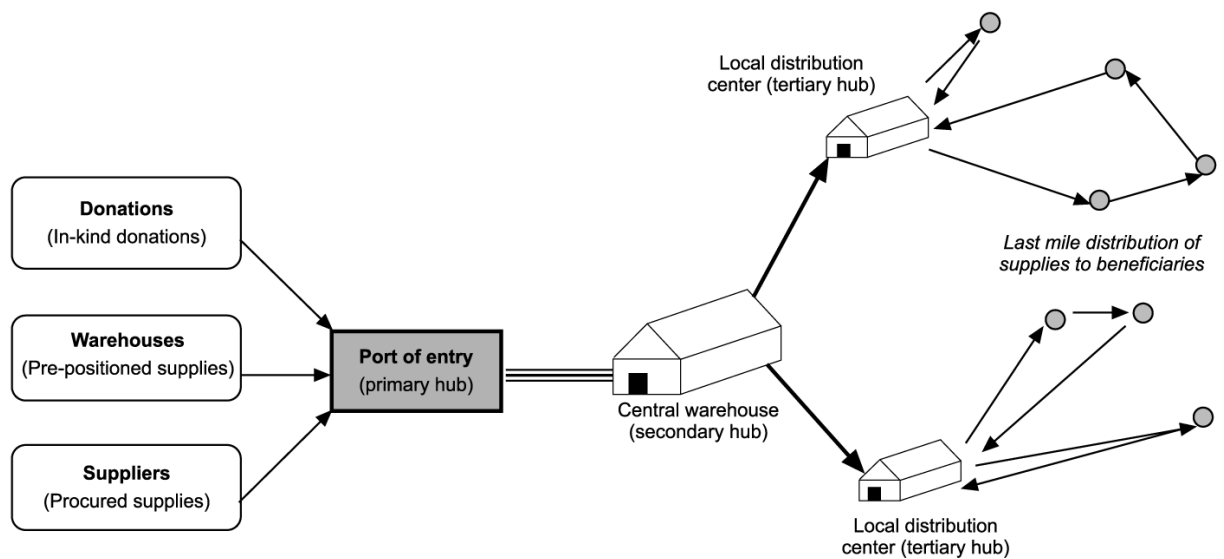 Donations
(In-kind donations)
Warehouses
(Pre-positioned supplies)
Suppliers
(Procured supplies)
Port of entry
(primary hub)
Central warehouse
(secondary hub)
Local distribution
center (tertiary hub)
Last mile distribution of
supplies to beneficiaries
Local distribution
center (tertiary hub)